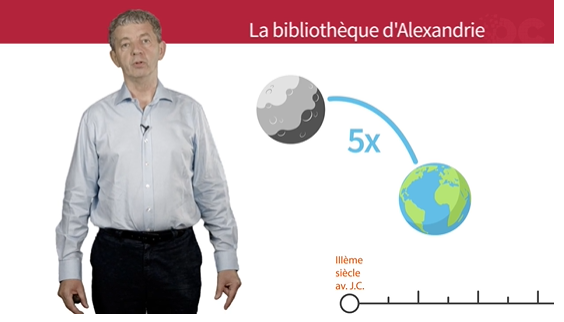 La bibliothèque d'Alexandrie
5x
IIIème
siècle
av. J.C.